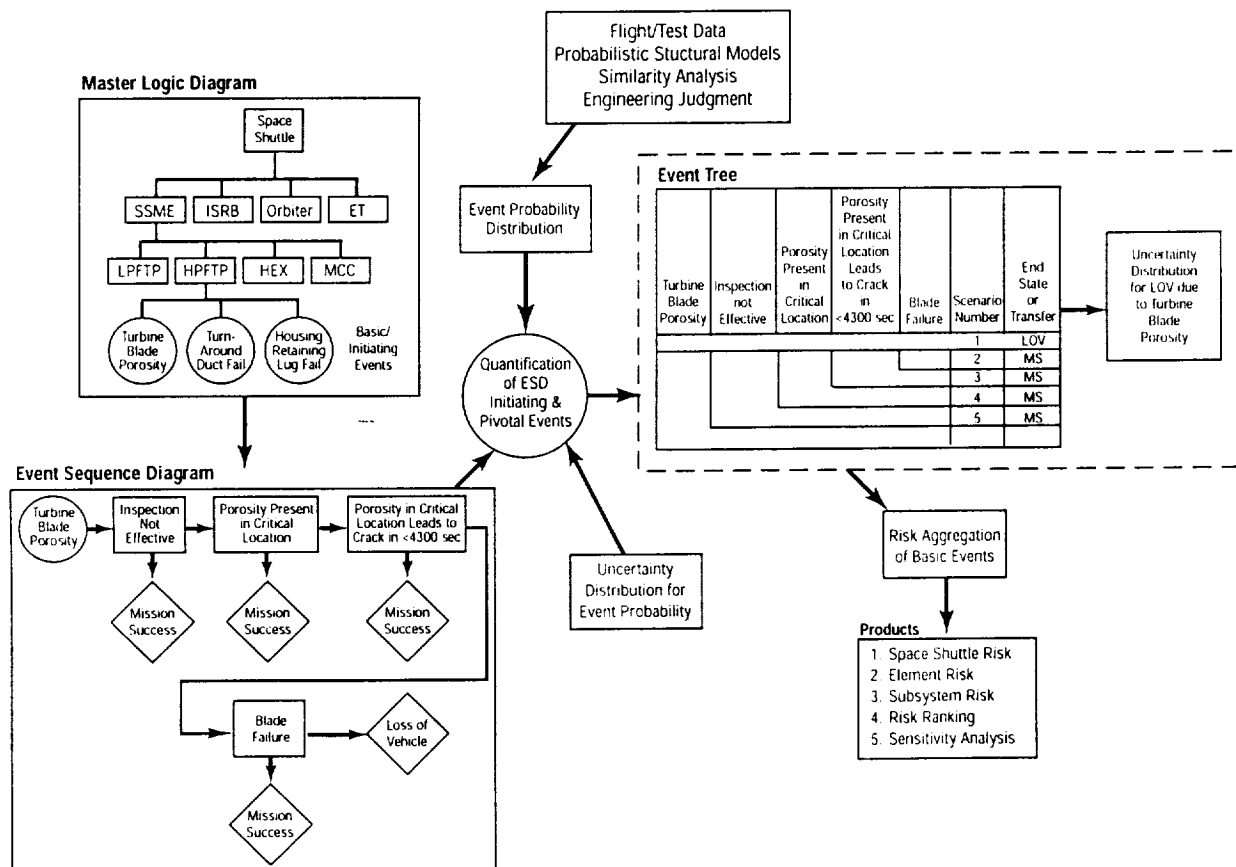 Flight/Test Data
Probabilistic Stuctural Models
Similarity Analysis
Engineering Judgment
Master Logic Diagram
Space
Shuttle
SSME
ISRB
Orbiter
ET
LPFTP
HPFTP
HEX
MCC
Turbine
Blade
Porosity
Turn-
Around
Duct Fail
Housing
Retaining
Lug Fail
Basic/
Initiating
Events
Event Probability
Distribution
Quantification
of ESD
Initiating &
Pivotal Events
Uncertainty
Distribution for
Event Probability
Event Tree
Turbine
Blade
Porosity
Inspection
not
Effective
Porosity
Present
in
Critical
Location
Porosity
Present
in Critical
Location
Leads
to Crack
in
<4300 sec
Blade
Failure
Scenario
Number
End
State
or
Transfer
1 LOV
2 MS
3 MS
4 MS
5 MS
Uncertainty
Distribution
for LOV due
to Turbine
Blade
Porosity
Event Sequence Diagram
Turbine
Blade
Porosity
Inspection
Not
Effective
Porosity Present
in Critical
Location
Porosity in Critical
Location Leads to
Crack in <4300 sec
Mission
Success
Mission
Success
Mission
Success
Blade
Failure
Loss of
Vehicle
Mission
Success
Risk Aggregation
of Basic Events
Products
1. Space Shuttle Risk
2. Element Risk
3. Subsystem Risk
4. Risk Ranking
5. Sensitivity Analysis